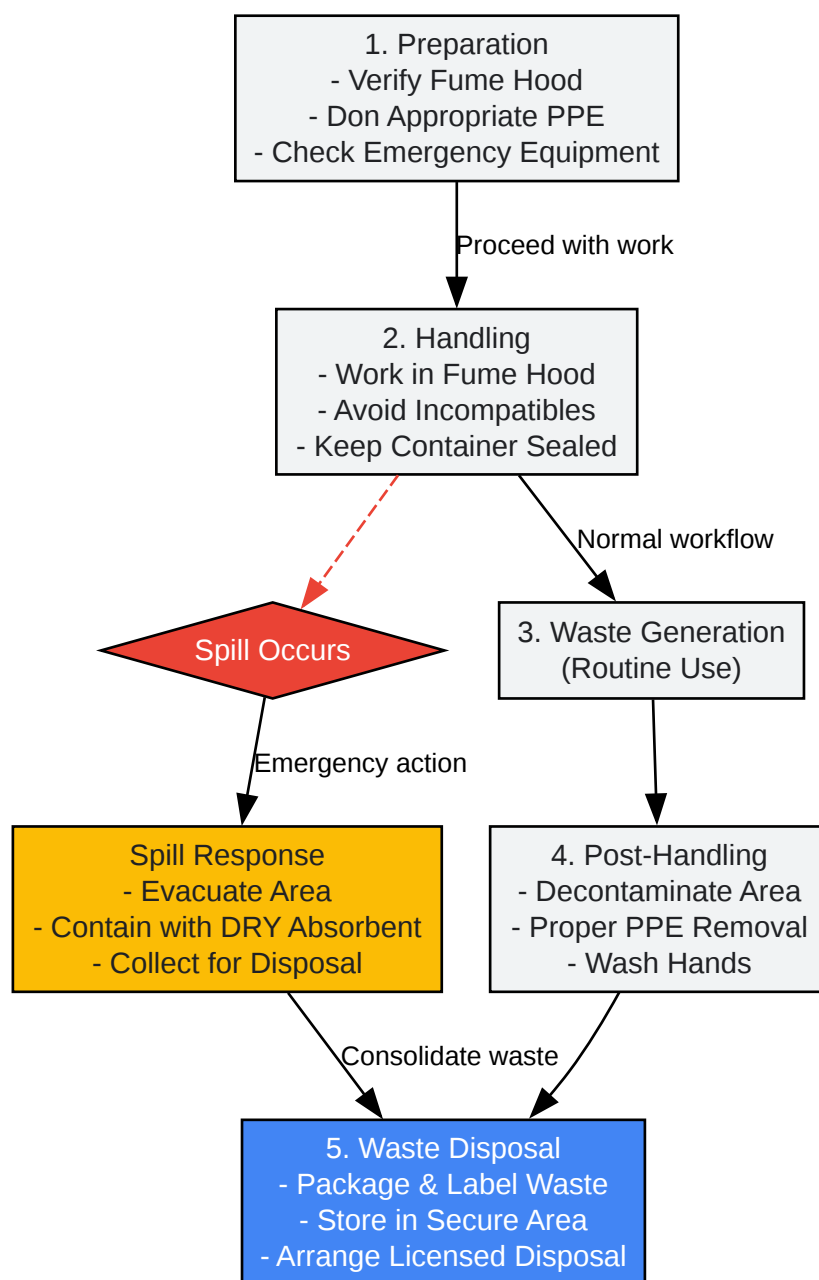 1. Preparation
- Verify Fume Hood
- Don Appropriate PPE
- Check Emergency Equipment
Proceed with work
2. Handling
- Work in Fume Hood
- Avoid Incompatibles
- Keep Container Sealed
Normal workflow
Spill Occurs
3. Waste Generation
(Routine Use)
Emergency action
Spill Response
- Evacuate Area
- Contain with DRY Absorbent
- Collect for Disposal
4. Post-Handling
- Decontaminate Area
- Proper PPE Removal
- Wash Hands
Consolidate waste
5. Waste Disposal
- Package & Label Waste
- Store in Secure Area
- Arrange Licensed Disposal